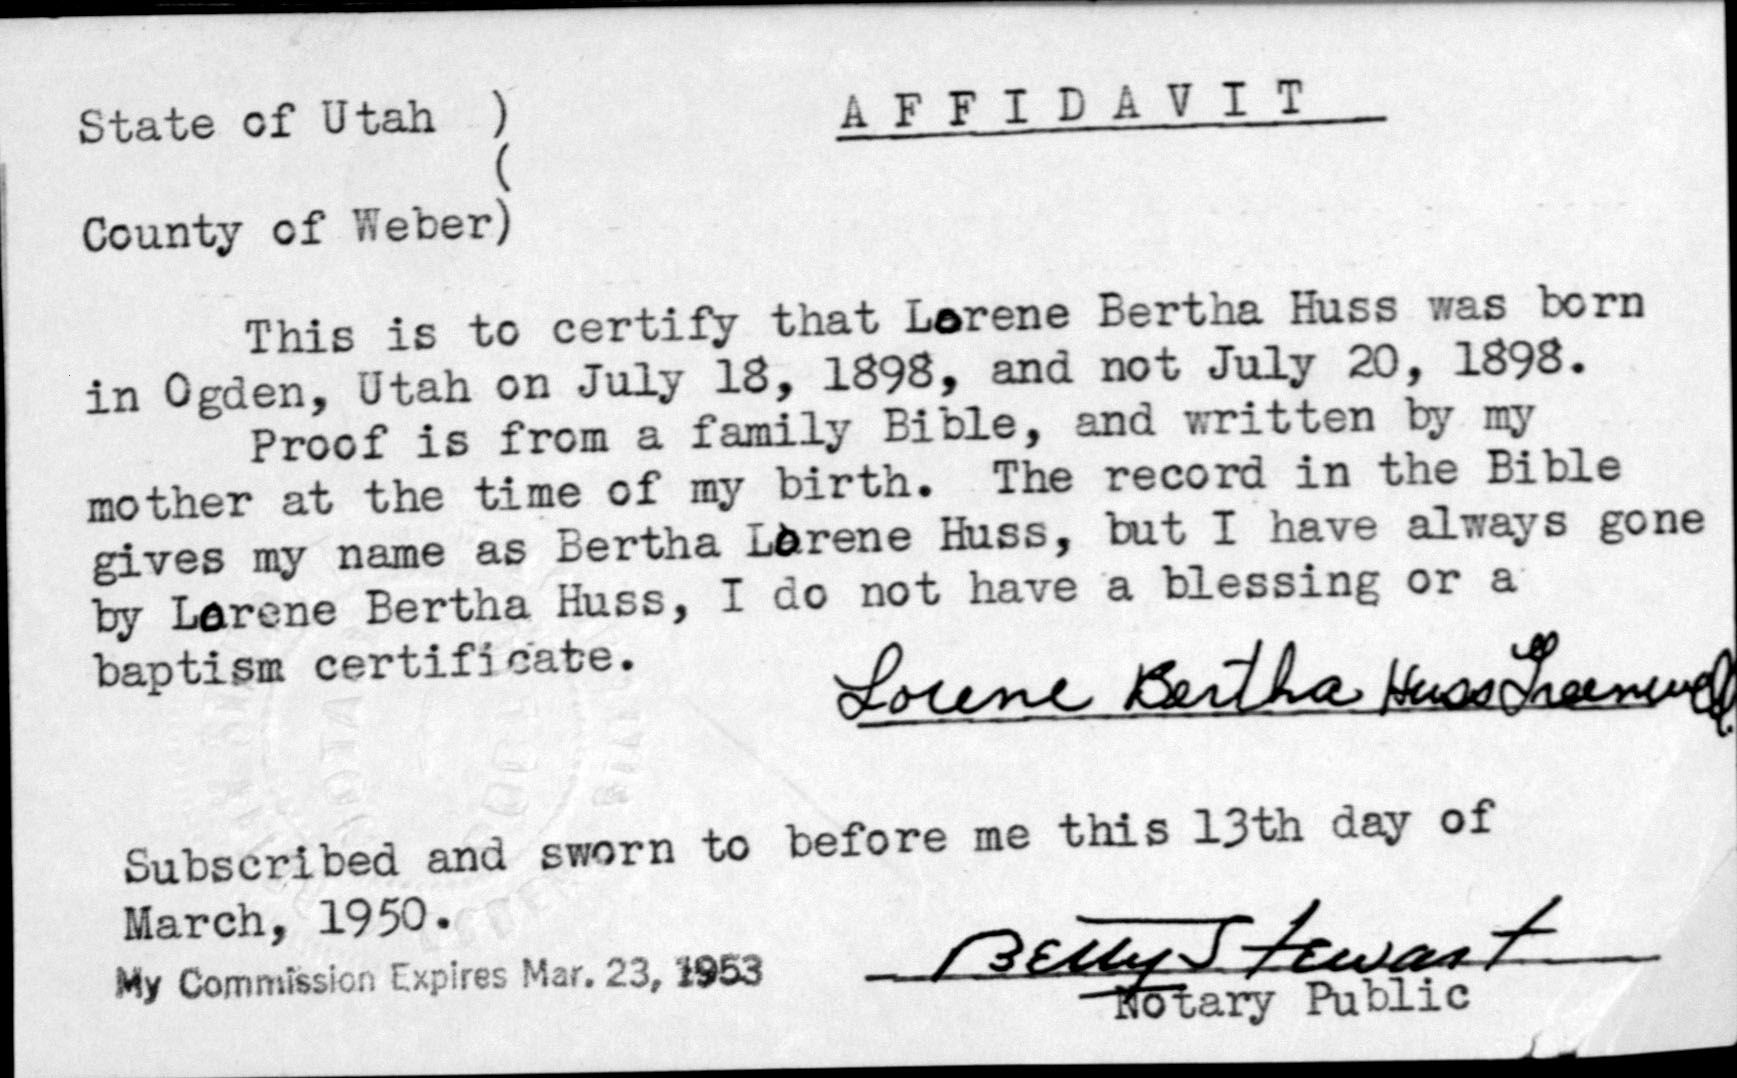 State of Utah )
AFFIDAVIT
(
County of Weber)
This is to certify that Lorene Bertha Huss was born
in Ogden, Utah on July 18, 1898, and not July 20, 1898.
Proof is from a family Bible, and written by my
mother at the time of my birth. The record in the Bible
gives my name as Bertha Lorene Huss, but I have always gone
by Lorene Bertha Huss, I do not have a blessing or a
baptism certificate.
Lorene Bertha Huss Greenwell
Subscribed and sworn to before me this 13th day of
March, 1950.
My Commission Expires Mar. 23, 1953
Betty Stewart
Notary Public